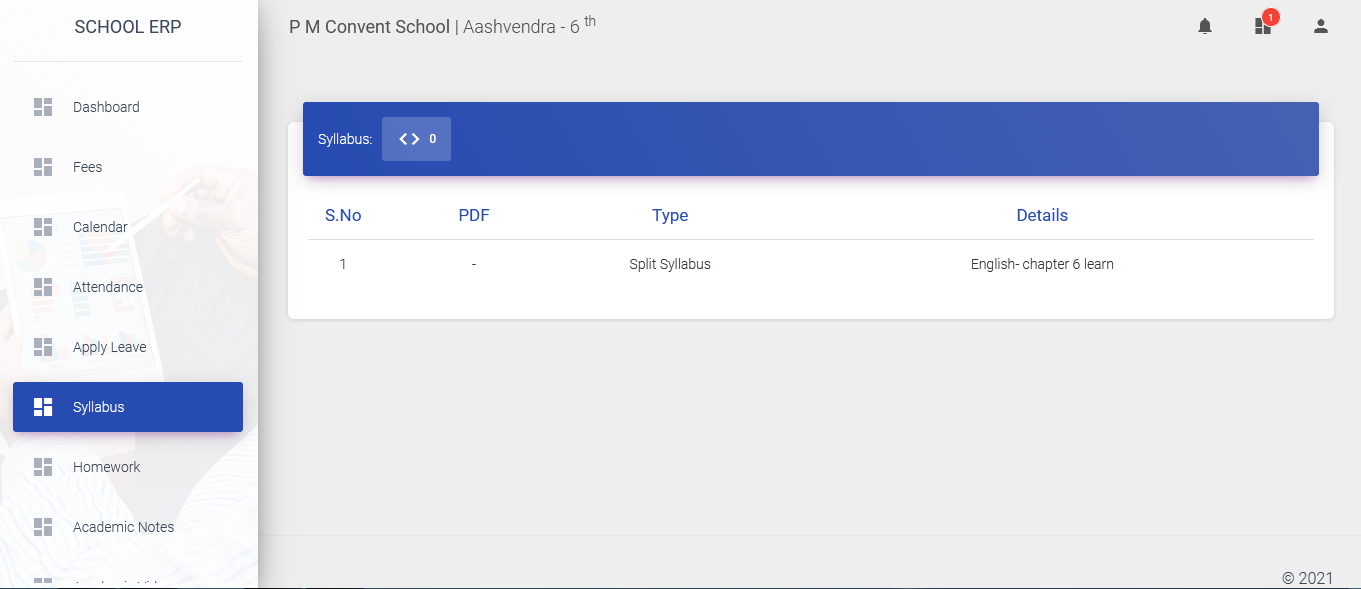 SCHOOL ERP
P M Convent School | Aashvendra - 6 th
1
Dashboard
Fees
Calendar
Attendance
Apply Leave
Syllabus
Homework
Academic Notes
Syllabus: <> 0
S.No PDF Type Details
1 - Split Syllabus English- chapter 6 learn
© 2021